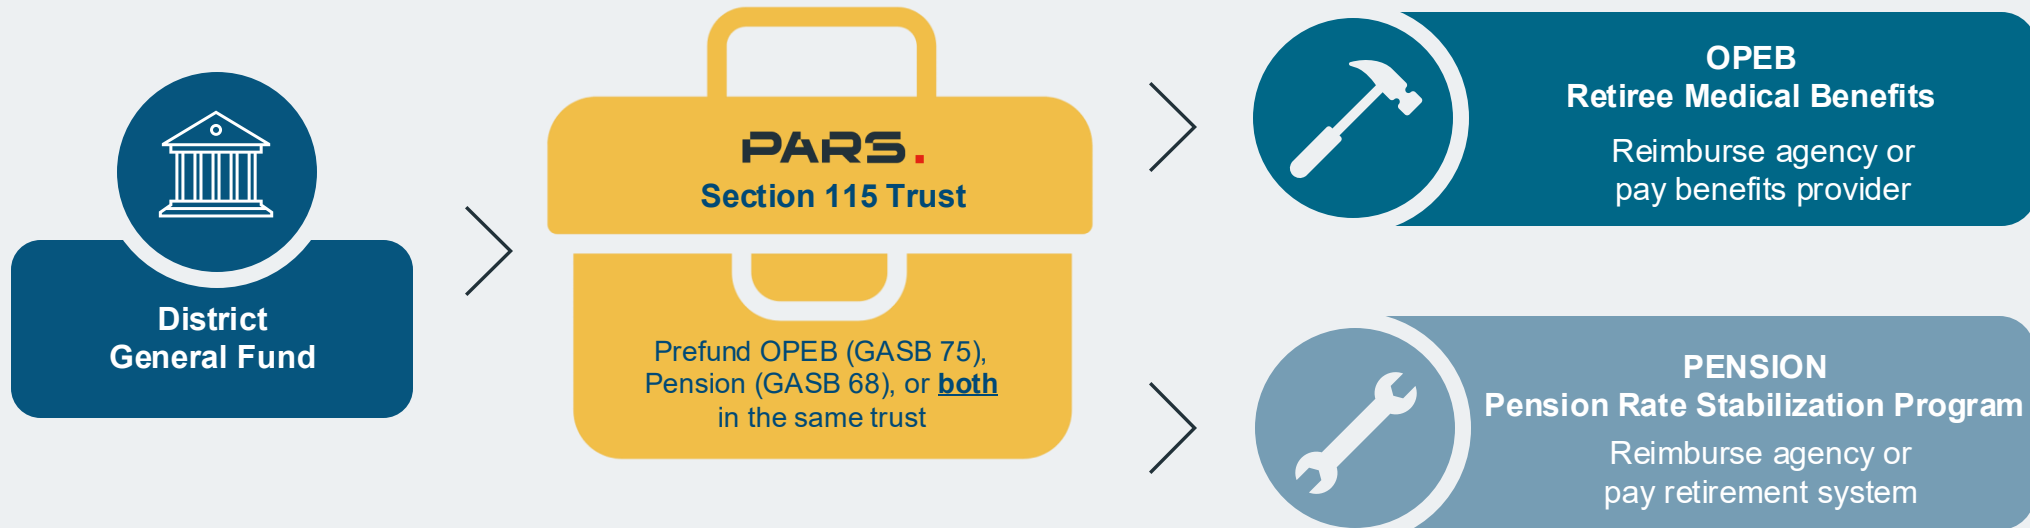 District
General Fund
PARS.
Section 115 Trust
Prefund OPEB (GASB 75),
Pension (GASB 68), or both
in the same trust
OPEB
Retiree Medical Benefits
Reimburse agency or
pay benefits provider
PENSION
Pension Rate Stabilization Program
Reimburse agency or
pay retirement system